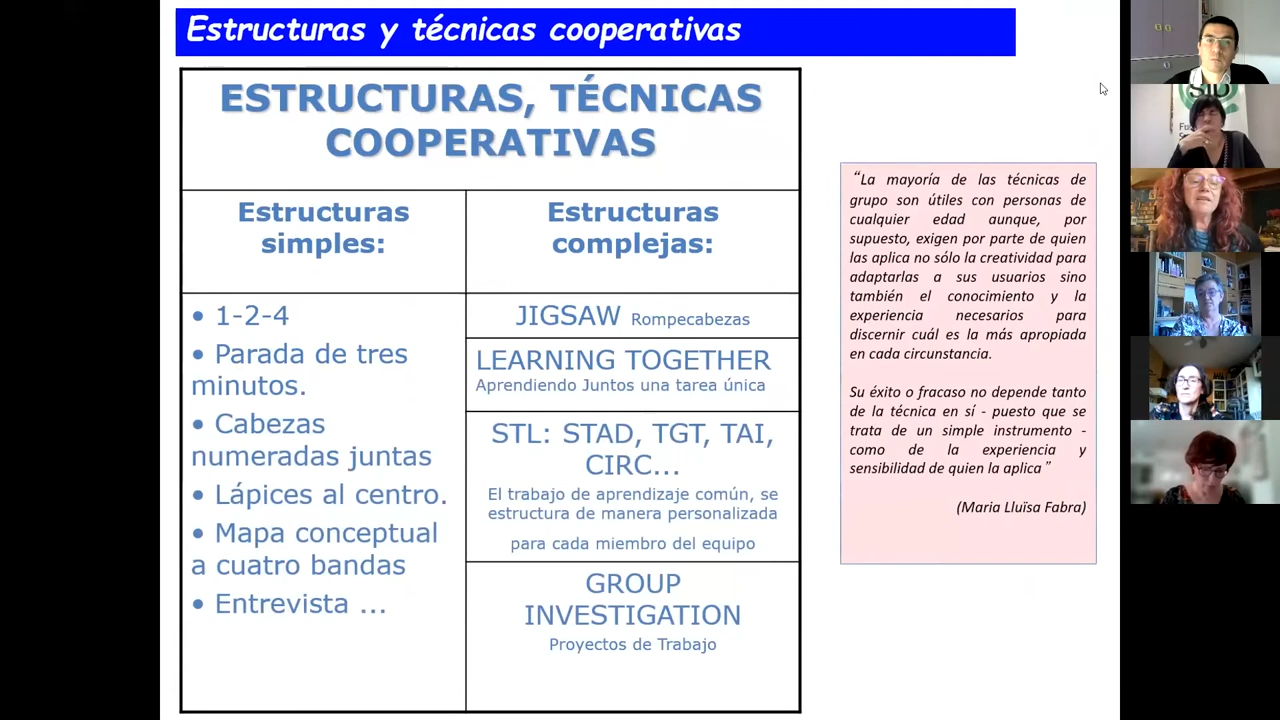 Estructuras y técnicas cooperativas
ESTRUCTURAS, TÉCNICAS
COOPERATIVAS
Estructuras
simples:
• 1-2-4
• Parada de tres
minutos.
• Cabezas
numeradas juntas
• Lápices al centro.
• Mapa conceptual
a cuatro bandas
• Entrevista ...
Estructuras
complejas:
JIGSAW Rompecabezas
LEARNING TOGETHER
Aprendiendo Juntos una tarea única
STL: STAD, TGT, TAI,
CIRC...
El trabajo de aprendizaje común, se
estructura de manera personalizada
para cada miembro del equipo
GROUP
INVESTIGATION
Proyectos de Trabajo
“La mayoría de las técnicas de
grupo son útiles con personas de
cualquier edad aunque, por
supuesto, exigen por parte de quien
las aplica no sólo la creatividad para
adaptarlas a sus usuarios sino
también el conocimiento y la
experiencia necesarios para
discernir cuál es la más apropiada
en cada circunstancia.
Su éxito o fracaso no depende tanto
de la técnica en sí - puesto que se
trata de un simple instrumento -
como de la experiencia y
sensibilidad de quien la aplica ”
(Maria Lluïsa Fabra)